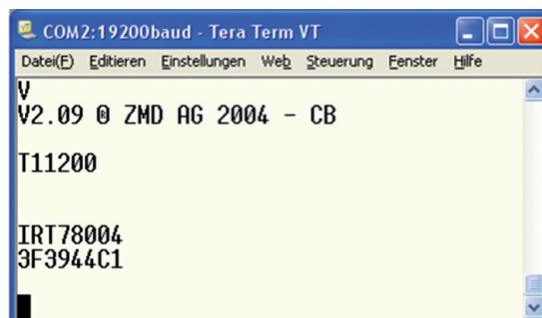 COM2:19200baud - Tera Term VT
Datei(F) Editieren Einstellungen Web Steuerung Fenster Hilfe
V
V2.09 @ ZMD AG 2004 - CB
T11200
IRT78004
3F3944C1